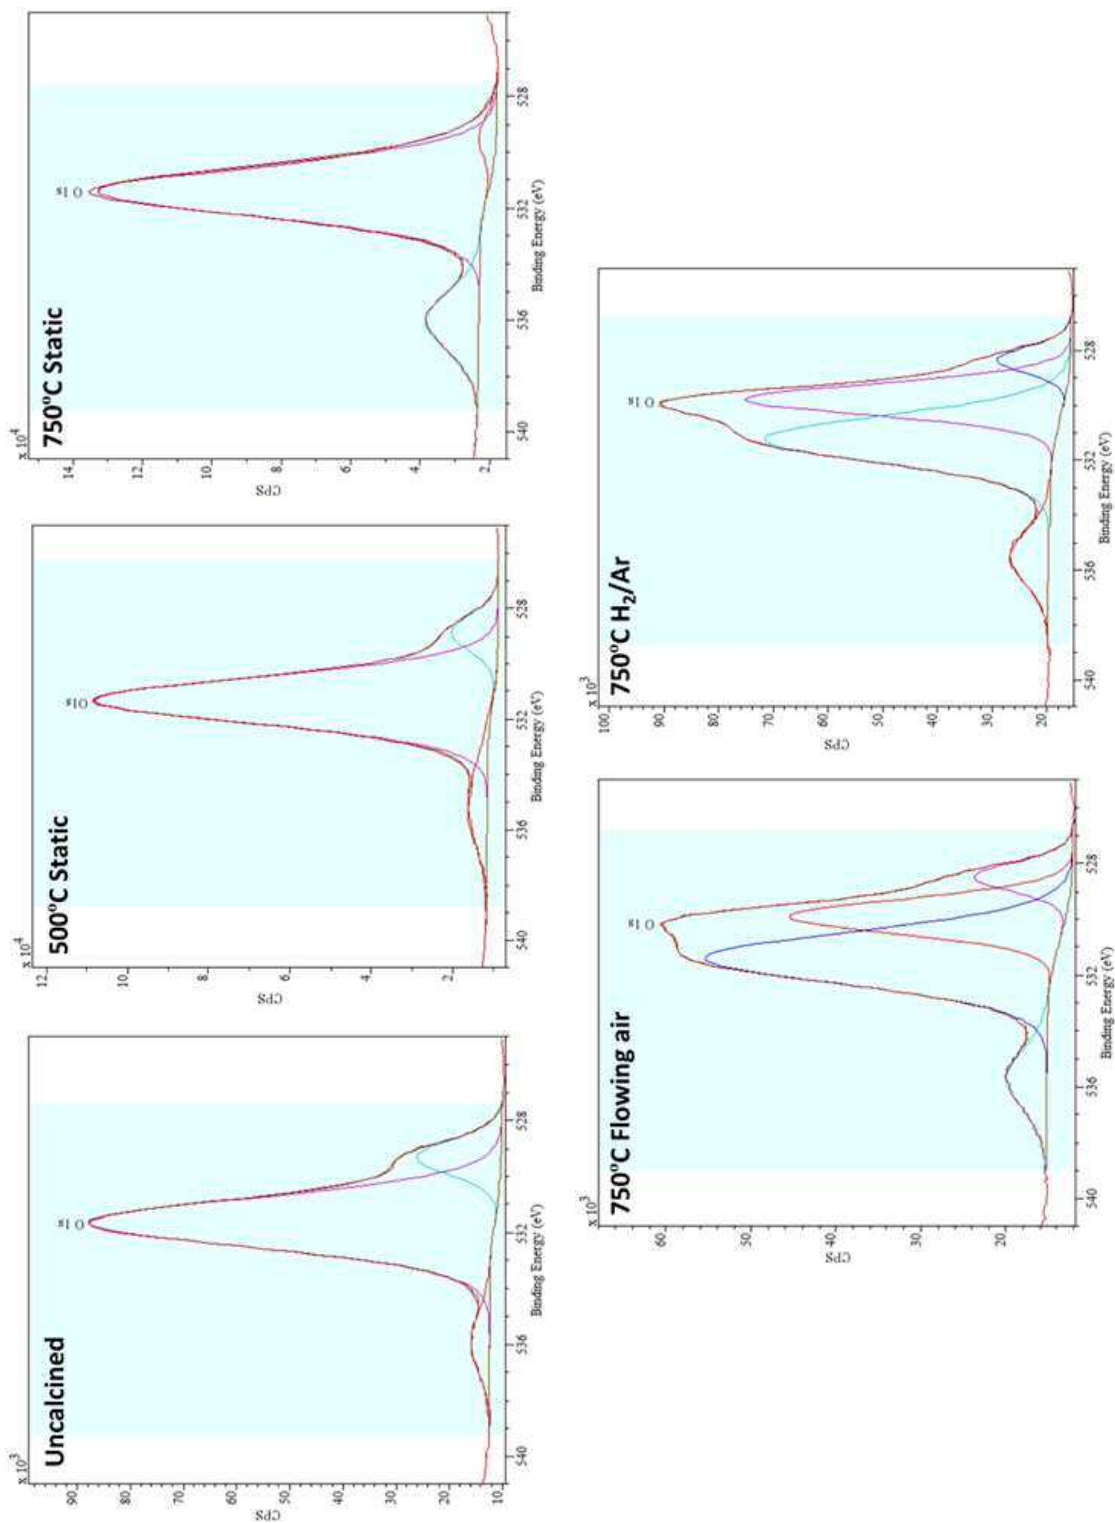 Uncalcined
x 10³
90
80
70
60
50
40
30
20
10
CPS
O 1s
540
536
532
528
Binding Energy (eV)
500°C Static
x 10⁴
12
10
8
6
4
2
CPS
O1s
540
536
532
528
Binding Energy (eV)
750°C Static
x 10⁴
14
12
10
8
6
4
2
CPS
O 1s
540
536
532
528
Binding Energy (eV)
750°C Flowing air
x 10³
60
50
40
30
20
CPS
O 1s
540
536
532
528
Binding Energy (eV)
750°C H₂/Ar
x 10³
100
90
80
70
60
50
40
30
20
CPS
O 1s
540
536
532
528
Binding Energy (eV)